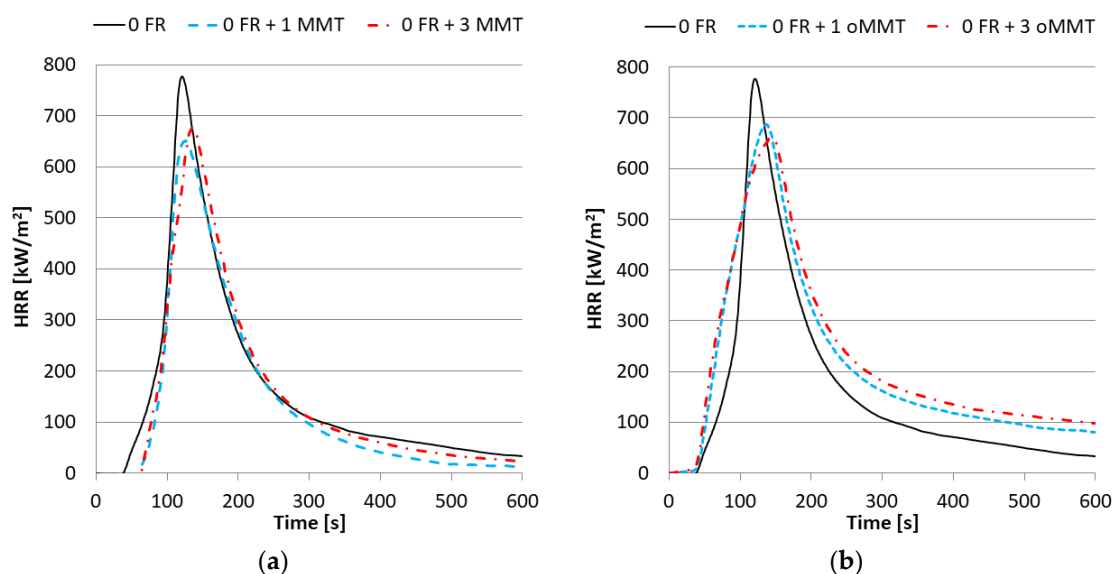 0 FR 0 FR + 1 MMT 0 FR + 3 MMT
HRR [kW/m²]
800
700
600
500
400
300
200
100
0
0 100 200 300 400 500 600
Time [s]
(a)
0 FR 0 FR + 1 oMMT 0 FR + 3 oMMT
HRR [kW/m²]
800
700
600
500
400
300
200
100
0
0 100 200 300 400 500 600
Time [s]
(b)